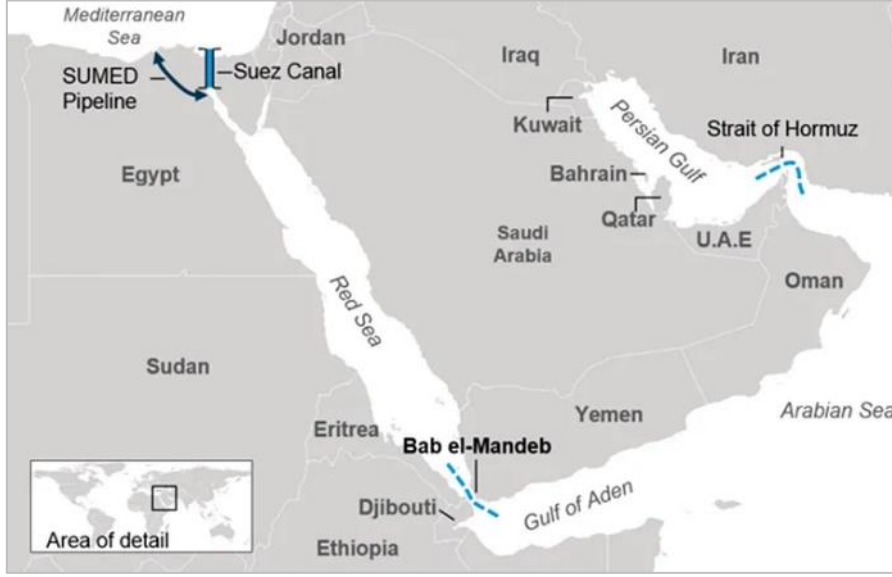 Mediterranean
Sea
Jordan
Iraq
Iran
SUMED
Pipeline
Suez Canal
Kuwait
Persian Gulf
Strait of Hormuz
Egypt
Bahrain
Qatar
Saudi
Arabia
U.A.E
Oman
Red Sea
Sudan
Arabian Sea
Yemen
Eritrea
Bab el-Mandeb
Djibouti
Gulf of Aden
Area of detail
Ethiopia